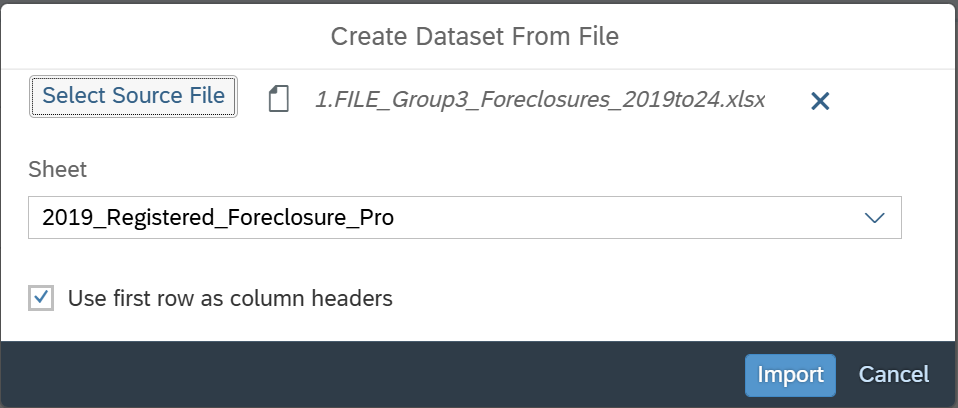 Create Dataset From File
Select Source File 1.FILE_Group3_Foreclosures_2019to24.xlsx
Sheet
2019_Registered_Foreclosure_Pro
Use first row as column headers
Import Cancel